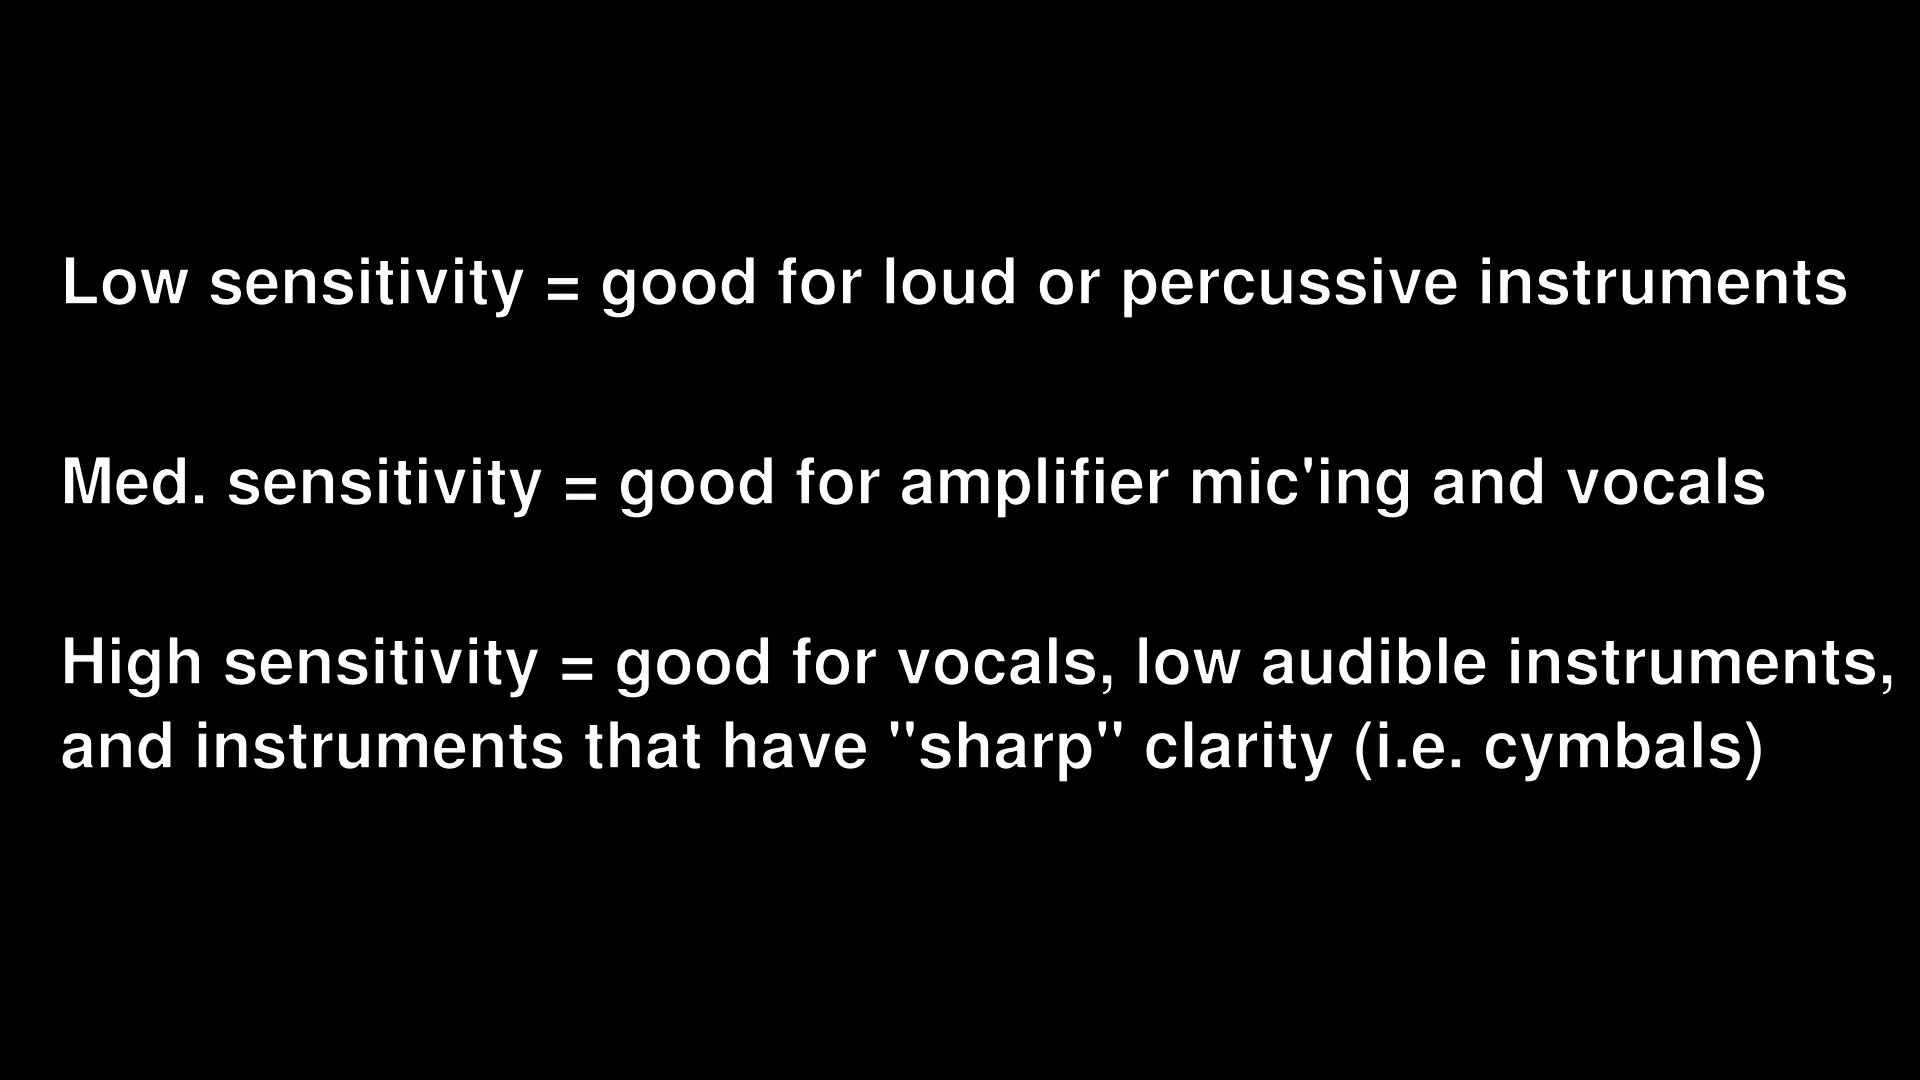 Low sensitivity = good for loud or percussive instruments
Med. sensitivity = good for amplifier mic'ing and vocals
High sensitivity = good for vocals, low audible instruments,
and instruments that have "sharp" clarity (i.e. cymbals)